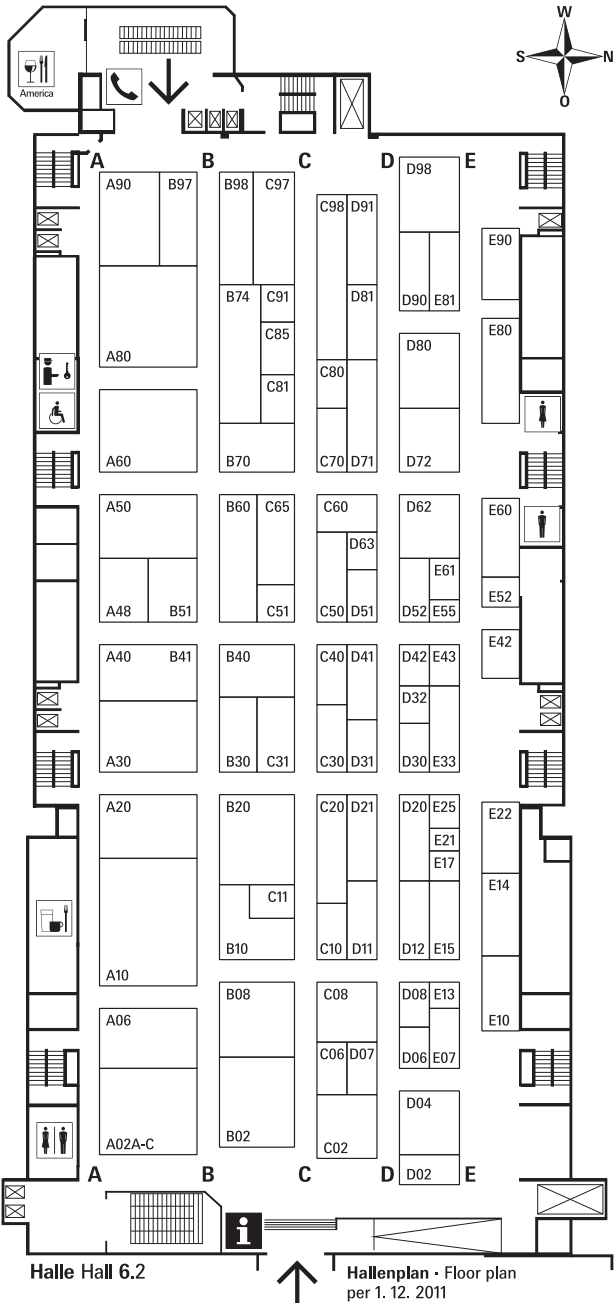 W
S N
O
America
A B C D E
A90 B97 B98 C97 C98 D91 D98
E90
B74 C91 D81 D90 E81
C85
A80 D80 E80
C80
C81
A60 B70 C70 D71 D72
A50 B60 C65 C60 D62 E60
D63
E61
E52
A48 B51 C51 C50 D51 D52 E55
E42
A40 B41 B40 C40 D41 D42 E43
D32
A30 B30 C31 C30 D31 D30 E33
A20 B20 C20 D21 D20 E25
E22
E21
E17
E14
C11
B10 C10 D11 D12 E15
A10
B08 C08 D08 E13
A06 E10
C06 D07 D06 E07
D04
A02A-C B02 C02
D02
A B C D E
i
Halle Hall 6.2
Hallenplan · Floor plan
per 1. 12. 2011